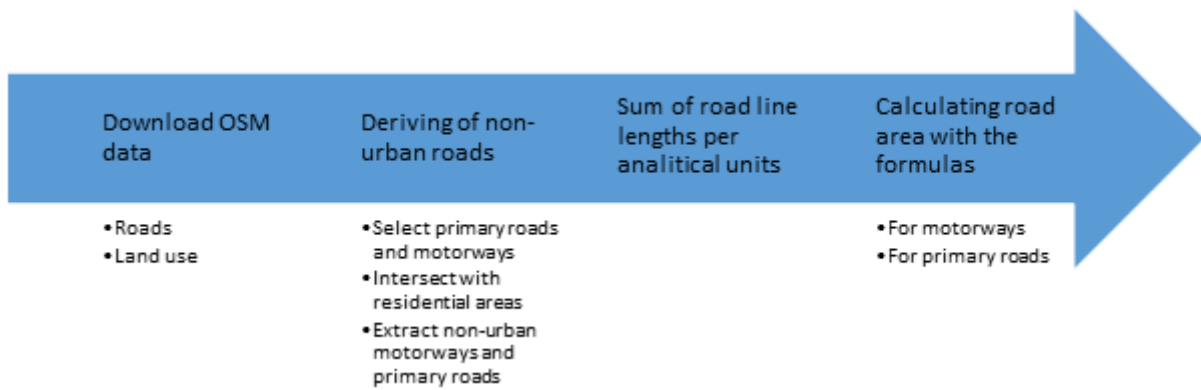 Download OSM
data
•Roads
•Land use
Deriving of non-
urban roads
•Select primary roads
and motorways
•Intersect with
residential areas
•Extract non-urban
motorways and
primary roads
Sum of road line
lengths per
analitical units
Calculating road
area with the
formulas
•For motorways
•For primary roads